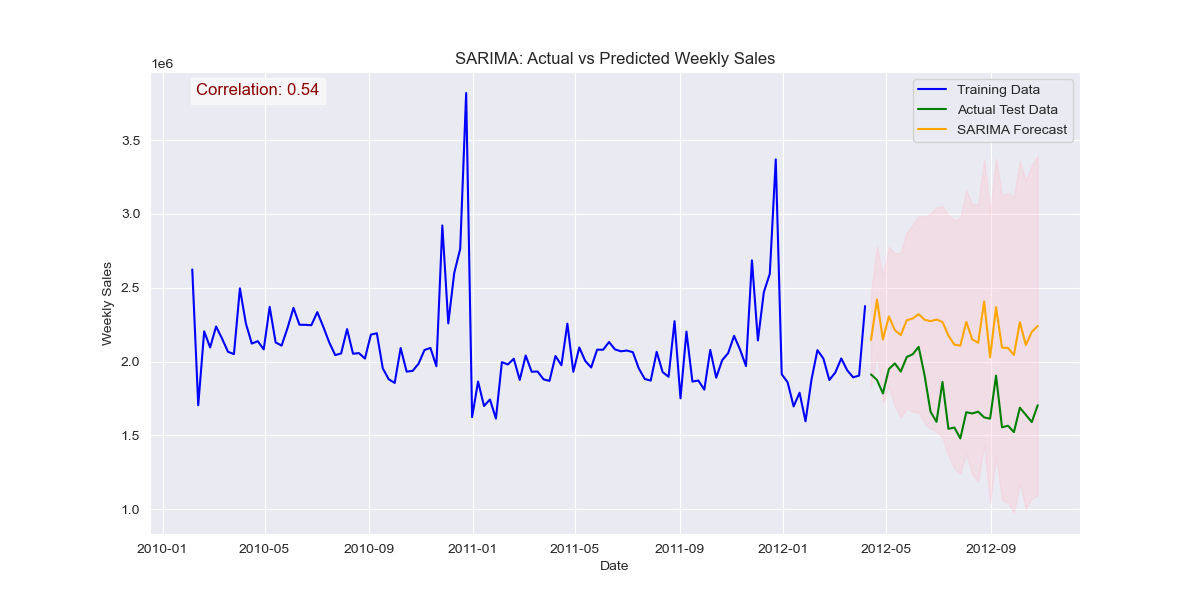 SARIMA: Actual vs Predicted Weekly Sales
1e6
Correlation: 0.54
Training Data
Actual Test Data
SARIMA Forecast
3.5
3.0
2.5
2.0
1.5
1.0
Weekly Sales
2010-01 2010-05 2010-09 2011-01 2011-05 2011-09 2012-01 2012-05 2012-09
Date